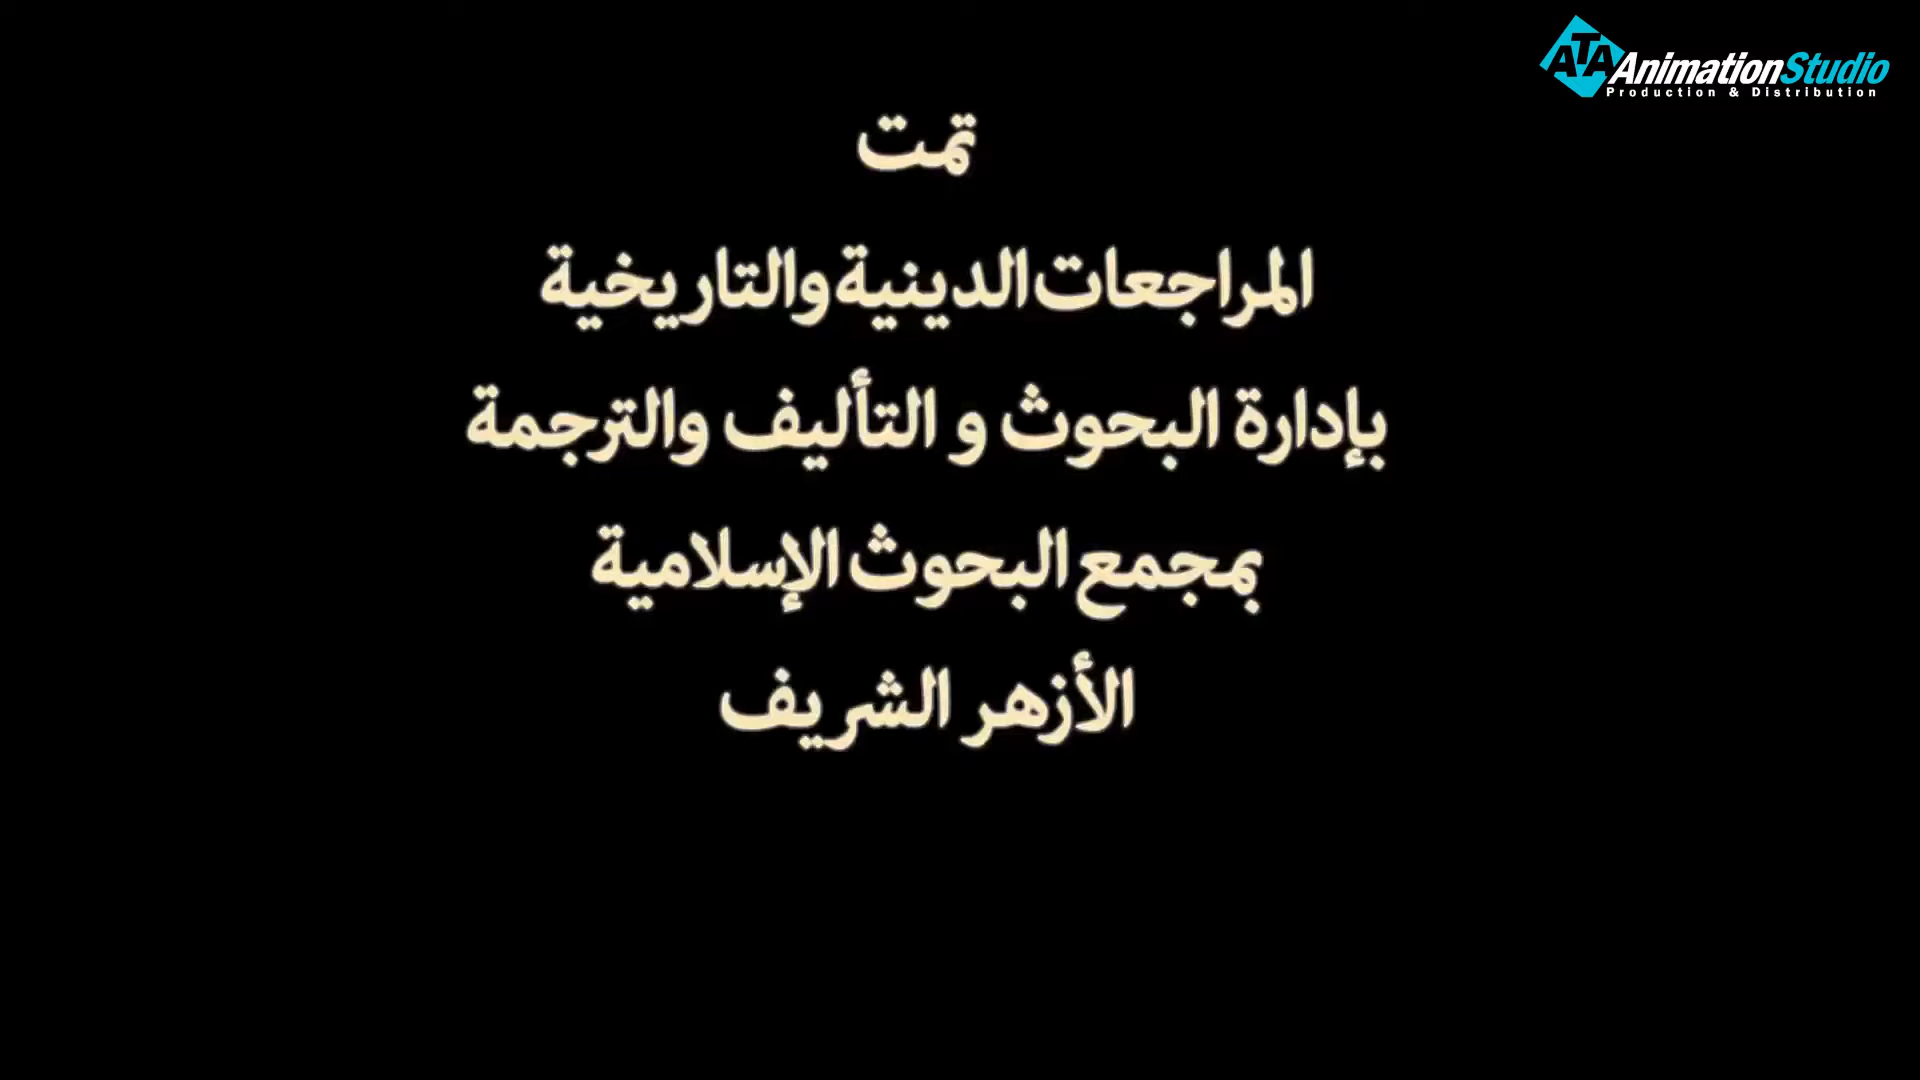 ATA AnimationStudio
Production & Distribution
تمت
المراجعات الدينية والتاريخية
بإدارة البحوث و التأليف والترجمة
بمجمع البحوث الإسلامية
الأزهر الشريف